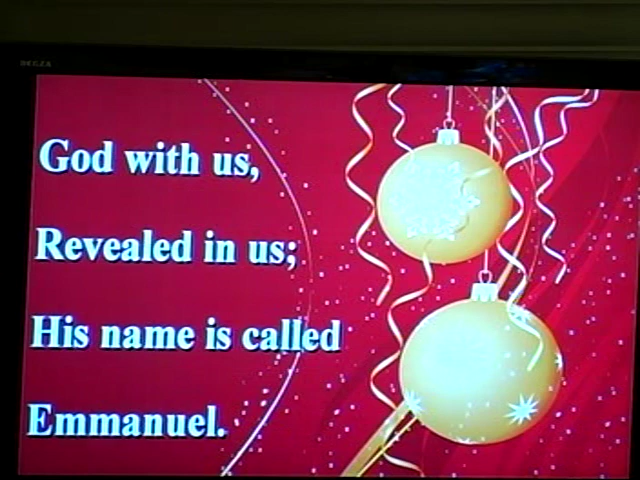 God with us,
Revealed in us;
His name is called
Emmanuel.